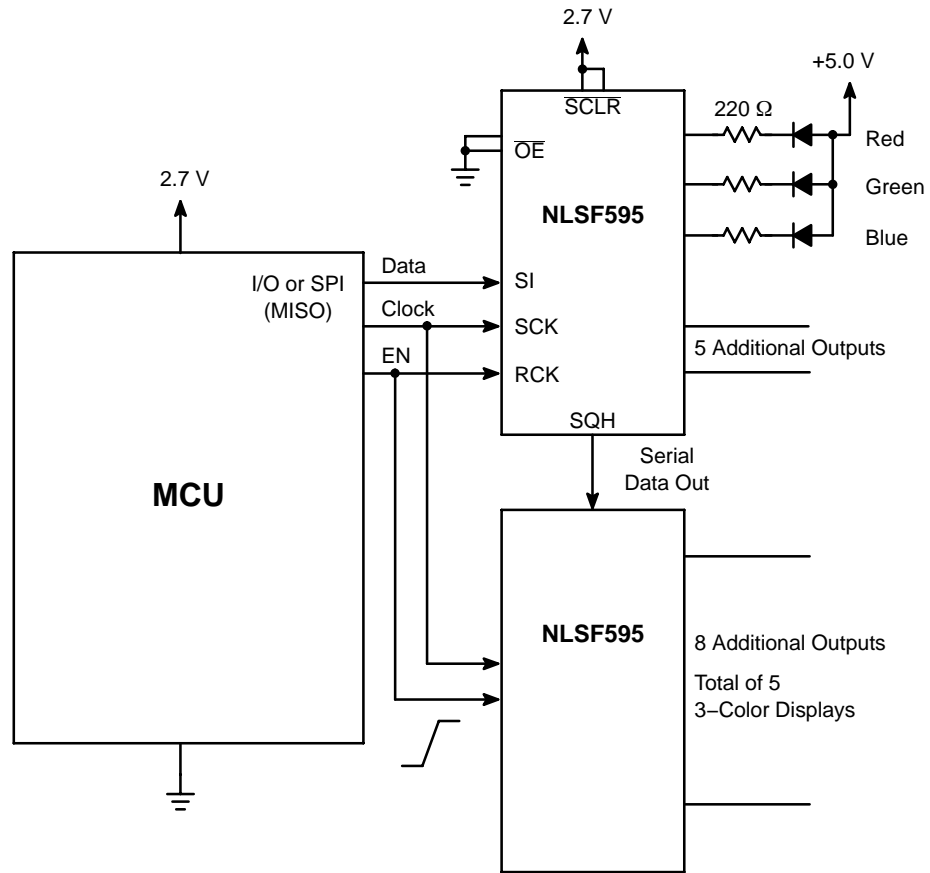 2.7 V
+5.0 V
SCLR
220 Ω
Red
OE
2.7 V
Green
NLSF595
Blue
Data
I/O or SPI
(MISO)
SI
Clock
SCK
5 Additional Outputs
EN
RCK
SQH
Serial
Data Out
MCU
NLSF595
8 Additional Outputs
Total of 5
3−Color Displays